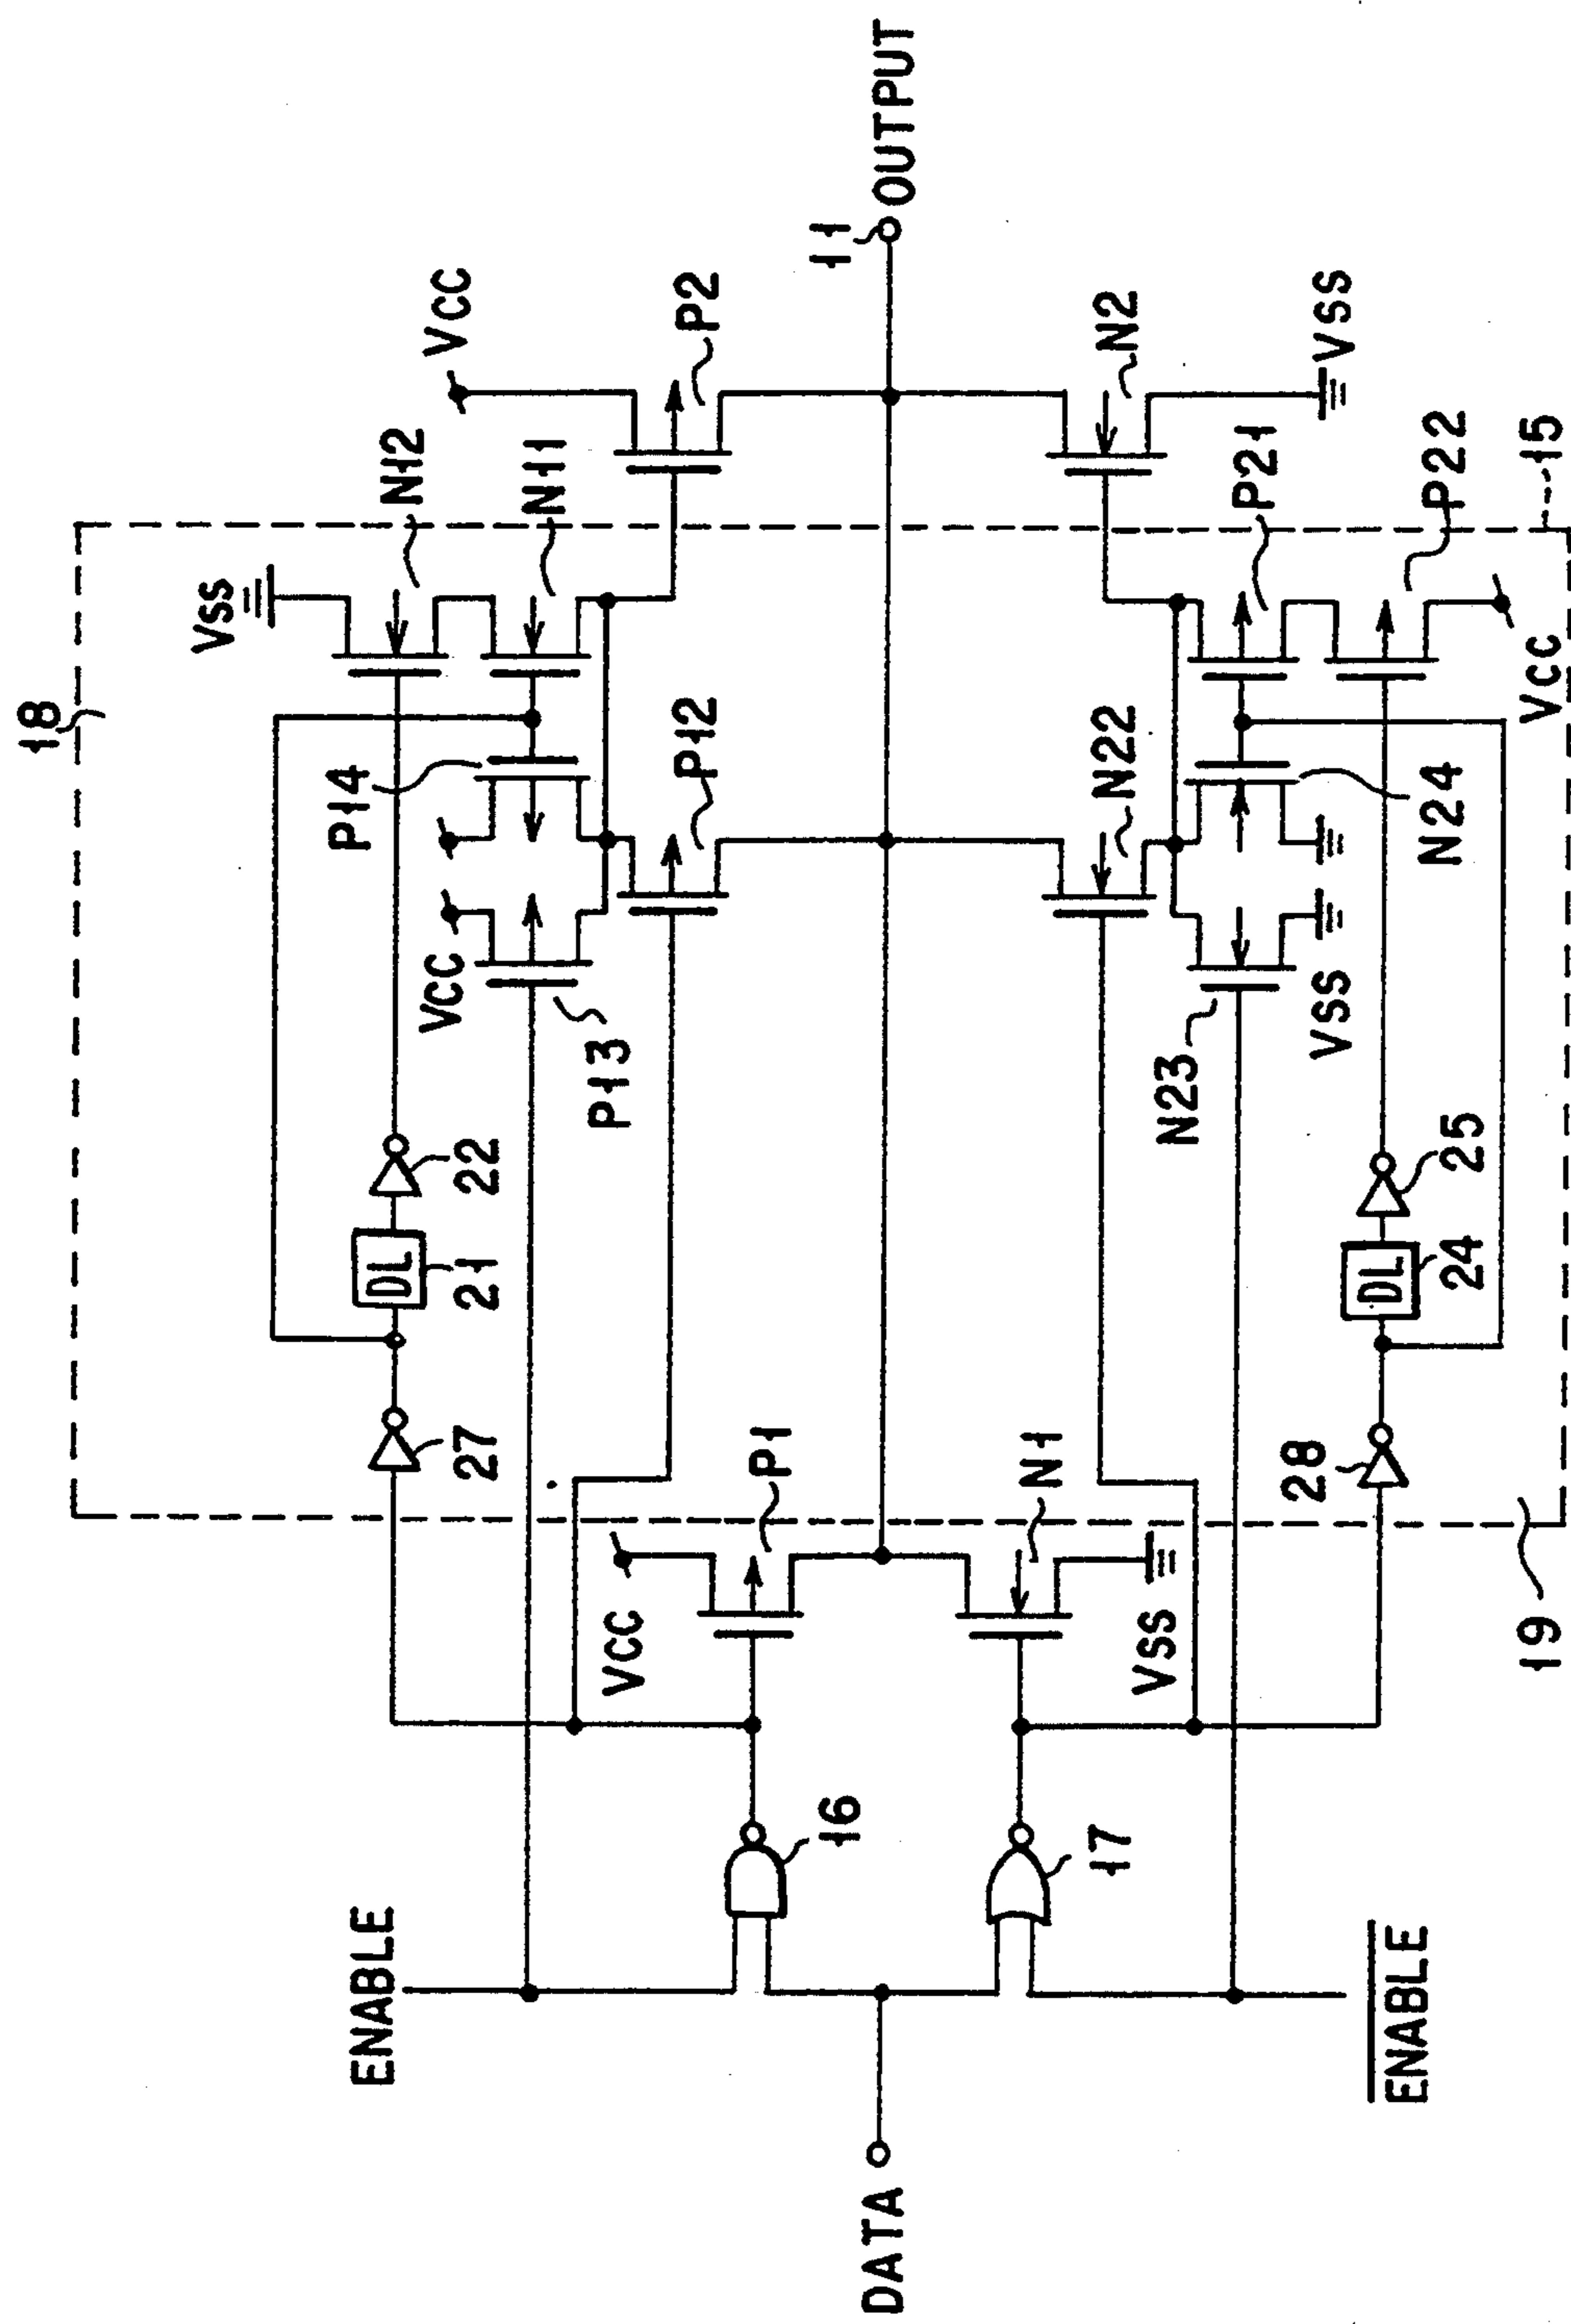 18
15
19
VSS
N12
VCC
P14
N11
27
DL
21
22
VCC
P13
P12
P2
ENABLE
VCC
P1
16
DATA
11
OUTPUT
17
N1
VSS
N22
N2
N23
P21
VSS
VSS
N24
P22
28
DL
24
25
VCC
ENABLE